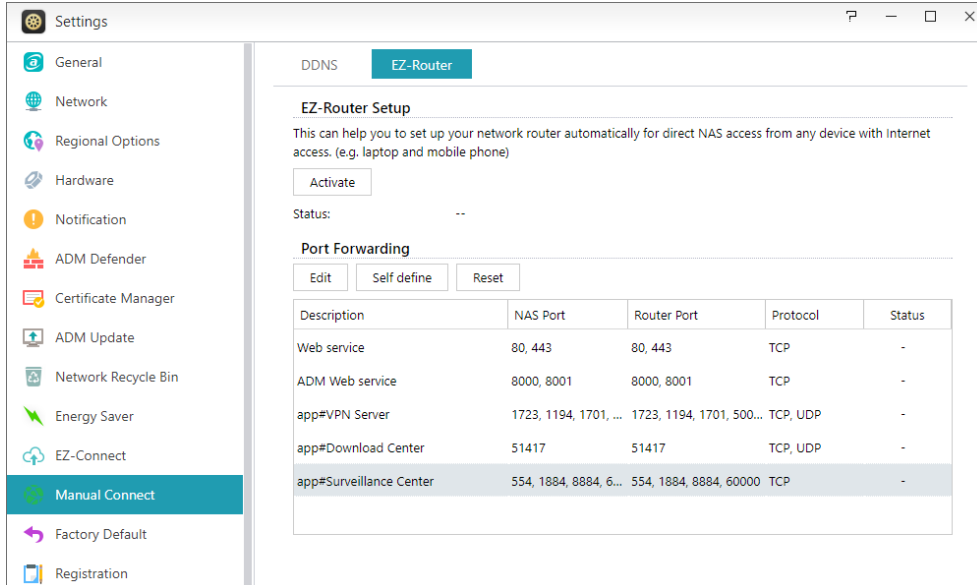 Settings
General
Network
Regional Options
Hardware
Notification
ADM Defender
Certificate Manager
ADM Update
Network Recycle Bin
Energy Saver
EZ-Connect
Manual Connect
Factory Default
Registration
DDNS EZ-Router
EZ-Router Setup
This can help you to set up your network router automatically for direct NAS access from any device with Internet
access. (e.g. laptop and mobile phone)
Activate
Status: --
Port Forwarding
Edit Self define Reset
Description NAS Port Router Port Protocol Status
Web service 80, 443 80, 443 TCP -
ADM Web service 8000, 8001 8000, 8001 TCP -
app#VPN Server 1723, 1194, 1701, ... 1723, 1194, 1701, 500... TCP, UDP -
app#Download Center 51417 51417 TCP, UDP -
app#Surveillance Center 554, 1884, 8884, 6... 554, 1884, 8884, 60000 TCP -